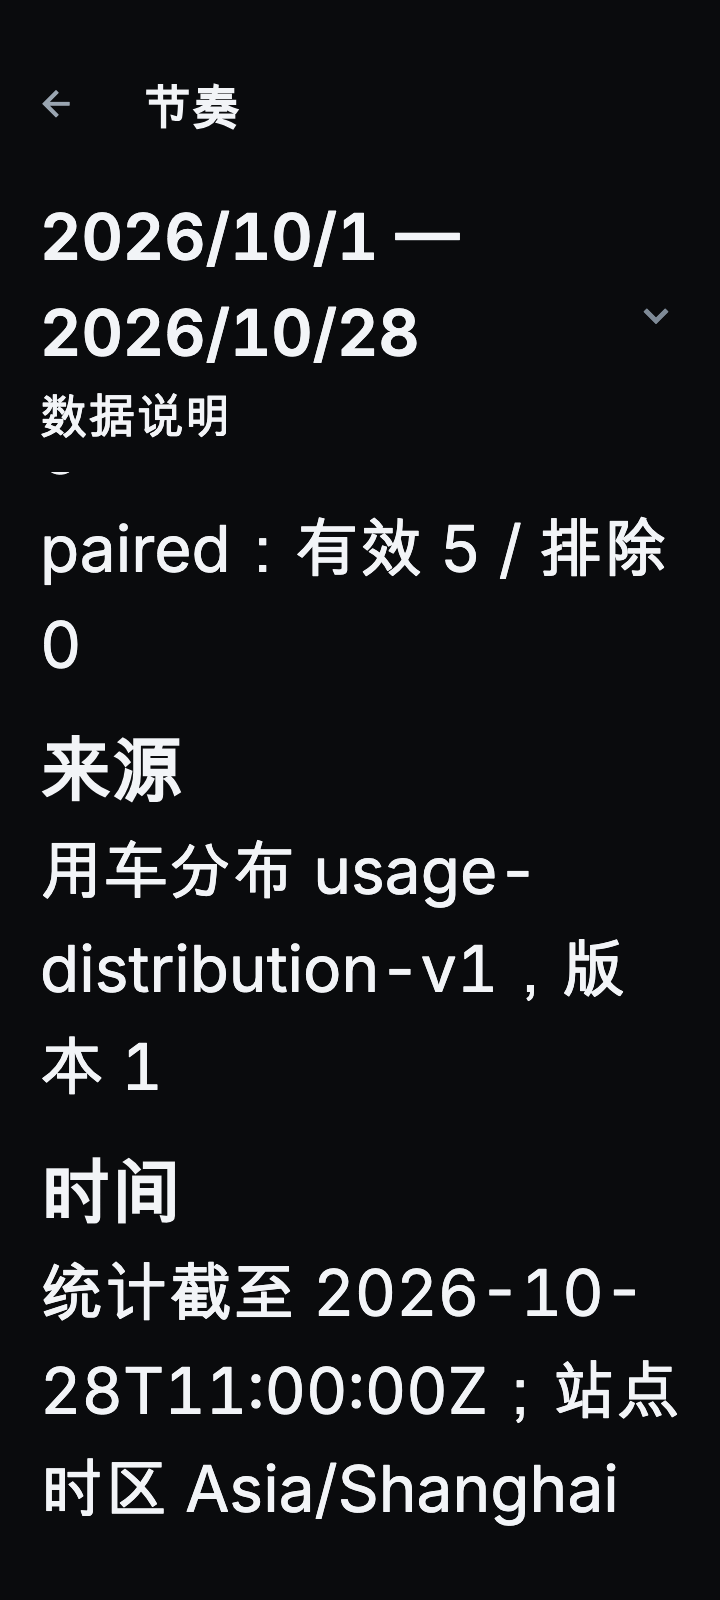 节奏
2026/10/1 —
2026/10/28
数据说明
paired：有效 5 / 排除
0
来源
用车分布 usage-
distribution-v1，版
本 1
时间
统计截至 2026-10-
28T11:00:00Z；站点
时区 Asia/Shanghai